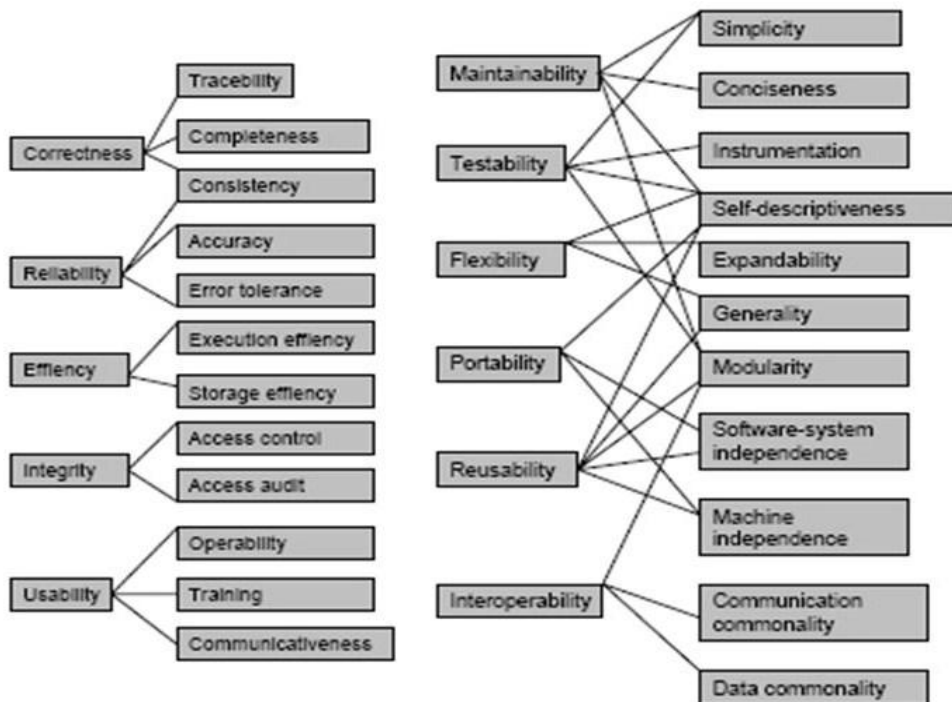 Tracebility
Correctness
Completeness
Consistency
Reliability
Accuracy
Error tolerance
Effiency
Execution effiency
Storage effiency
Integrity
Access control
Access audit
Usability
Operability
Training
Communicativeness
Maintainability
Testability
Flexibility
Portability
Reusability
Interoperability
Simplicity
Conciseness
Instrumentation
Self-descriptiveness
Expandability
Generality
Modularity
Software-system
independence
Machine
independence
Communication
commonality
Data commonality